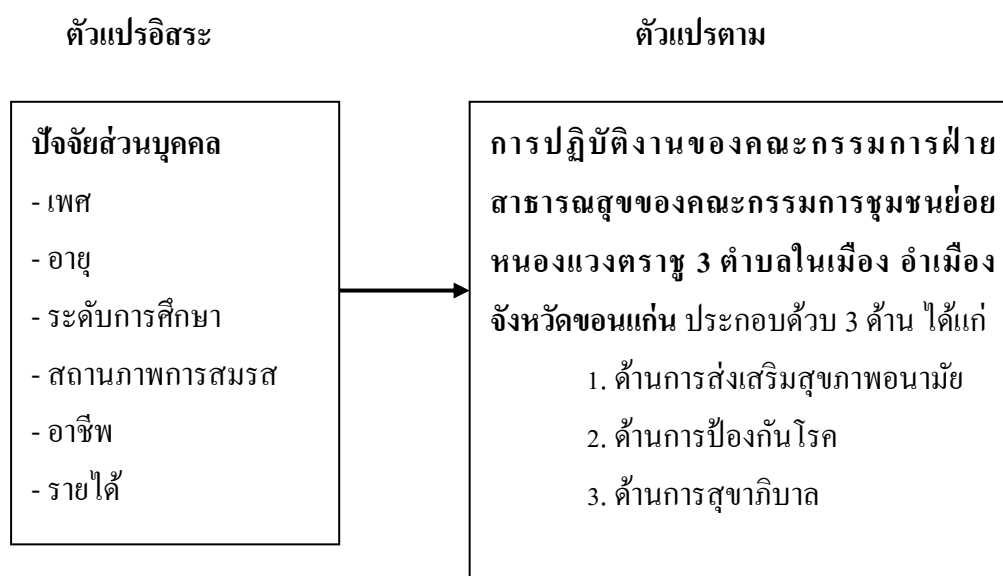 ตัวแปรอิสระ
ตัวแปรตาม
ปัจจัยส่วนบุคคล
- เพศ
- อายุ
- ระดับการศึกษา
- สถานภาพการสมรส
- อาชีพ
- รายได้
การปฏิบัติงานของคณะกรรมการฝ่าย
สาธารณสุขของคณะกรรมการชุมชนย่อย
หนองแวงตราชู 3 ตำบลในเมือง อำเมือง
จังหวัดขอนแก่น ประกอบด้วบ 3 ด้าน ได้แก่
1. ด้านการส่งเสริมสุขภาพอนามัย
2. ด้านการป้องกันโรค
3. ด้านการสุขาภิบาล